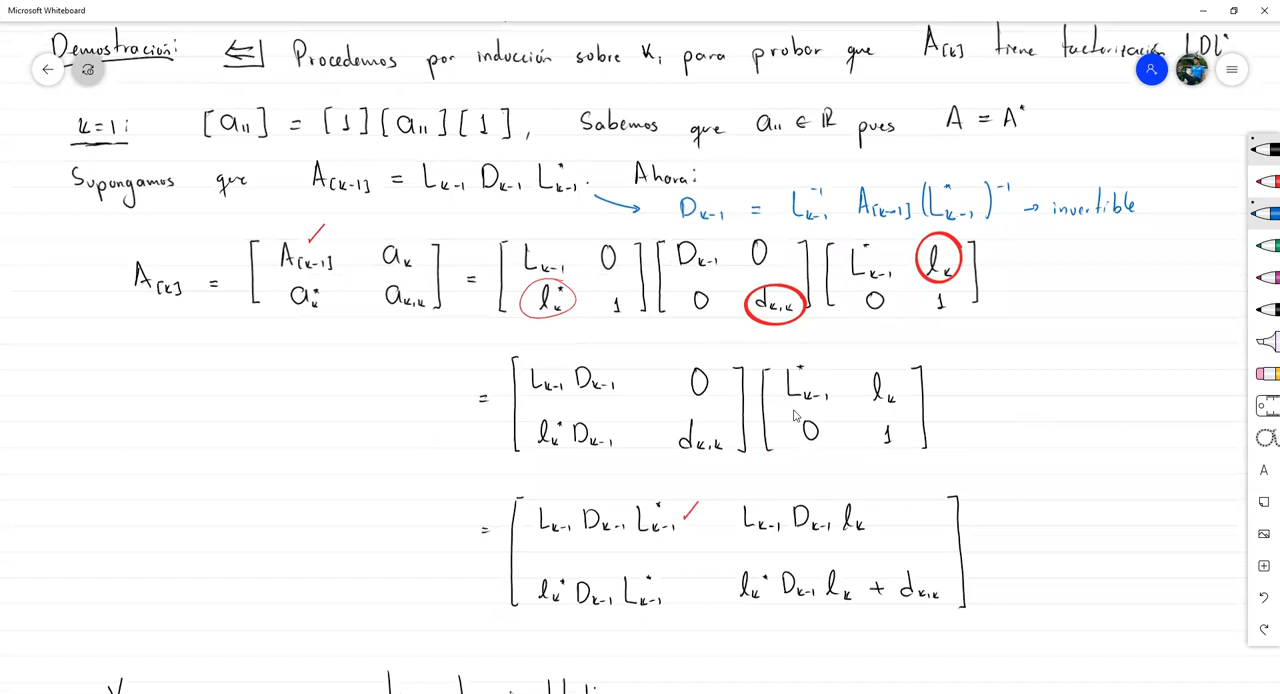 Microsoft Whiteboard
Demostración: ⇐] Procedemos por inducción sobre k, para probar que A[k] tiene factorización LDL*
k=1: [a11] = [1][a11][1], Sabemos que a11 ∈ ℝ pues A = A*
Supongamos que A[k-1] = Lk-1 Dk-1 L*k-1. Ahora:
Dk-1 = L⁻¹k-1 A[k-1] (L*k-1)⁻¹ → invertible
A[k] = [ A[k-1] ✓ ak ; a*k ak,k ] = [ Lk-1 0 ; l*k 1 ] [ Dk-1 0 ; 0 dk,k ] [ L*k-1 lk ; 0 1 ]
= [ Lk-1 Dk-1 0 ; l*k Dk-1 dk,k ] [ L*k-1 lk ; 0 1 ]
= [ Lk-1 Dk-1 L*k-1 ✓ Lk-1 Dk-1 lk ; l*k Dk-1 L*k-1 l*k Dk-1 lk + dk,k ]